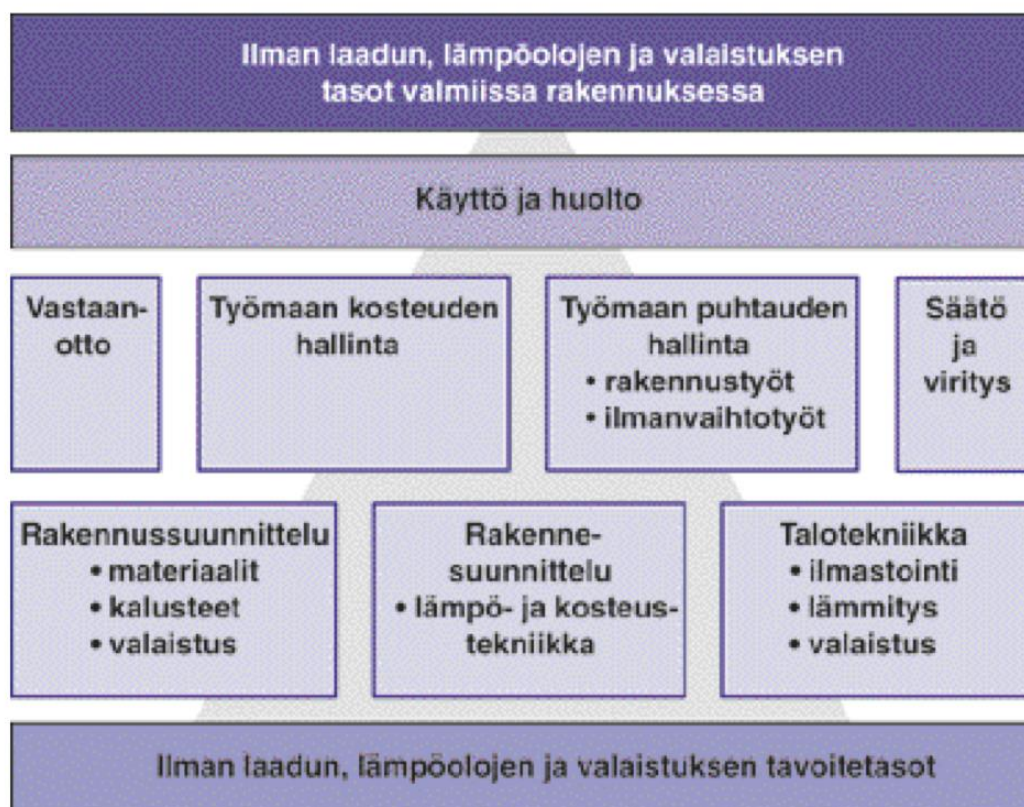 Ilman laadun, lämpöolojen ja valaistuksen
tasot valmiissa rakennuksessa
Käyttö ja huolto
Vastaan-
otto
Työmaan kosteuden
hallinta
Työmaan puhtauden
hallinta
• rakennustyöt
• ilmanvaihtotyöt
Säätö
ja
viritys
Rakennussuunnittelu
• materiaalit
• kalusteet
• valaistus
Rakenne-
suunnittelu
• lämpö- ja kosteus-
tekniikka
Talotekniikka
• ilmastointi
• lämmitys
• valaistus
Ilman laadun, lämpöolojen ja valaistuksen tavoitetasot